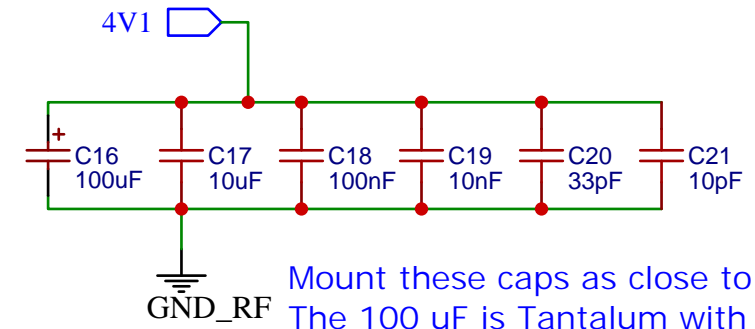 4V1
+
C16
100uF
C17
10uF
C18
100nF
C19
10nF
C20
33pF
C21
10pF
GND_RF
Mount these caps as close to
The 100 uF is Tantalum with